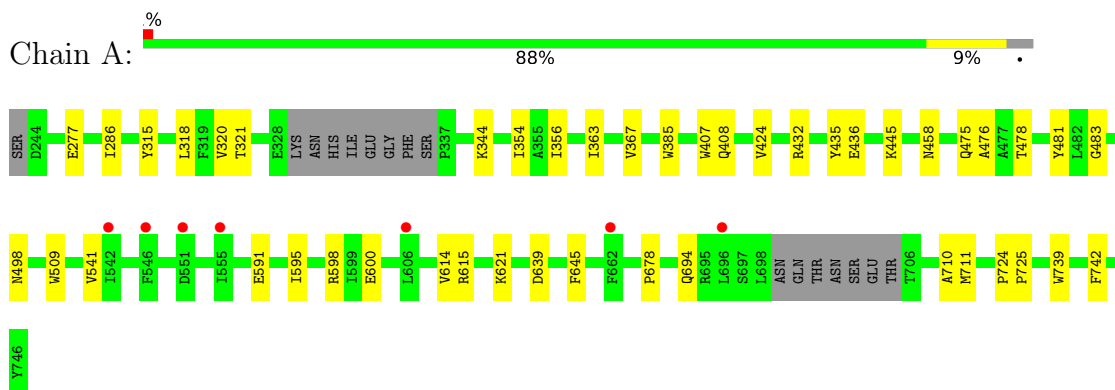 .%
Chain A:
88% 9% •
SER D244 E277 I286 Y315 L318 F319 V320 T321 E328 LYS ASN HIS ILE GLU GLY PHE SER P337 K344 I354 A355 I356 I363 V367 W385 W407 Q408 V424 R432 Y435 E436 K445 N458 Q475 A476 A477 T478 Y481 L482 G483
N498 W509 V541 I542 F546 D551 I555 E591 I595 R598 I599 E600 L606 V614 R615 K621 D639 F645 F662 P678 Q694 R695 L696 S697 L698 ASN GLN THR ASN SER GLU THR T706 A710 M711 P724 P725 W739 F742
Y746